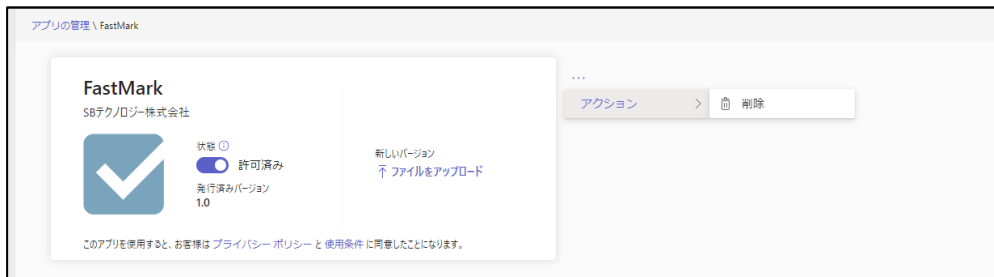 アプリの管理 \ FastMark
FastMark
SBテクノロジー株式会社
状態
許可済み
発行済みバージョン
1.0
新しいバージョン
ファイルをアップロード
このアプリを使用すると、お客様は プライバシー ポリシー と 使用条件 に同意したことになります。
...
アクション
削除